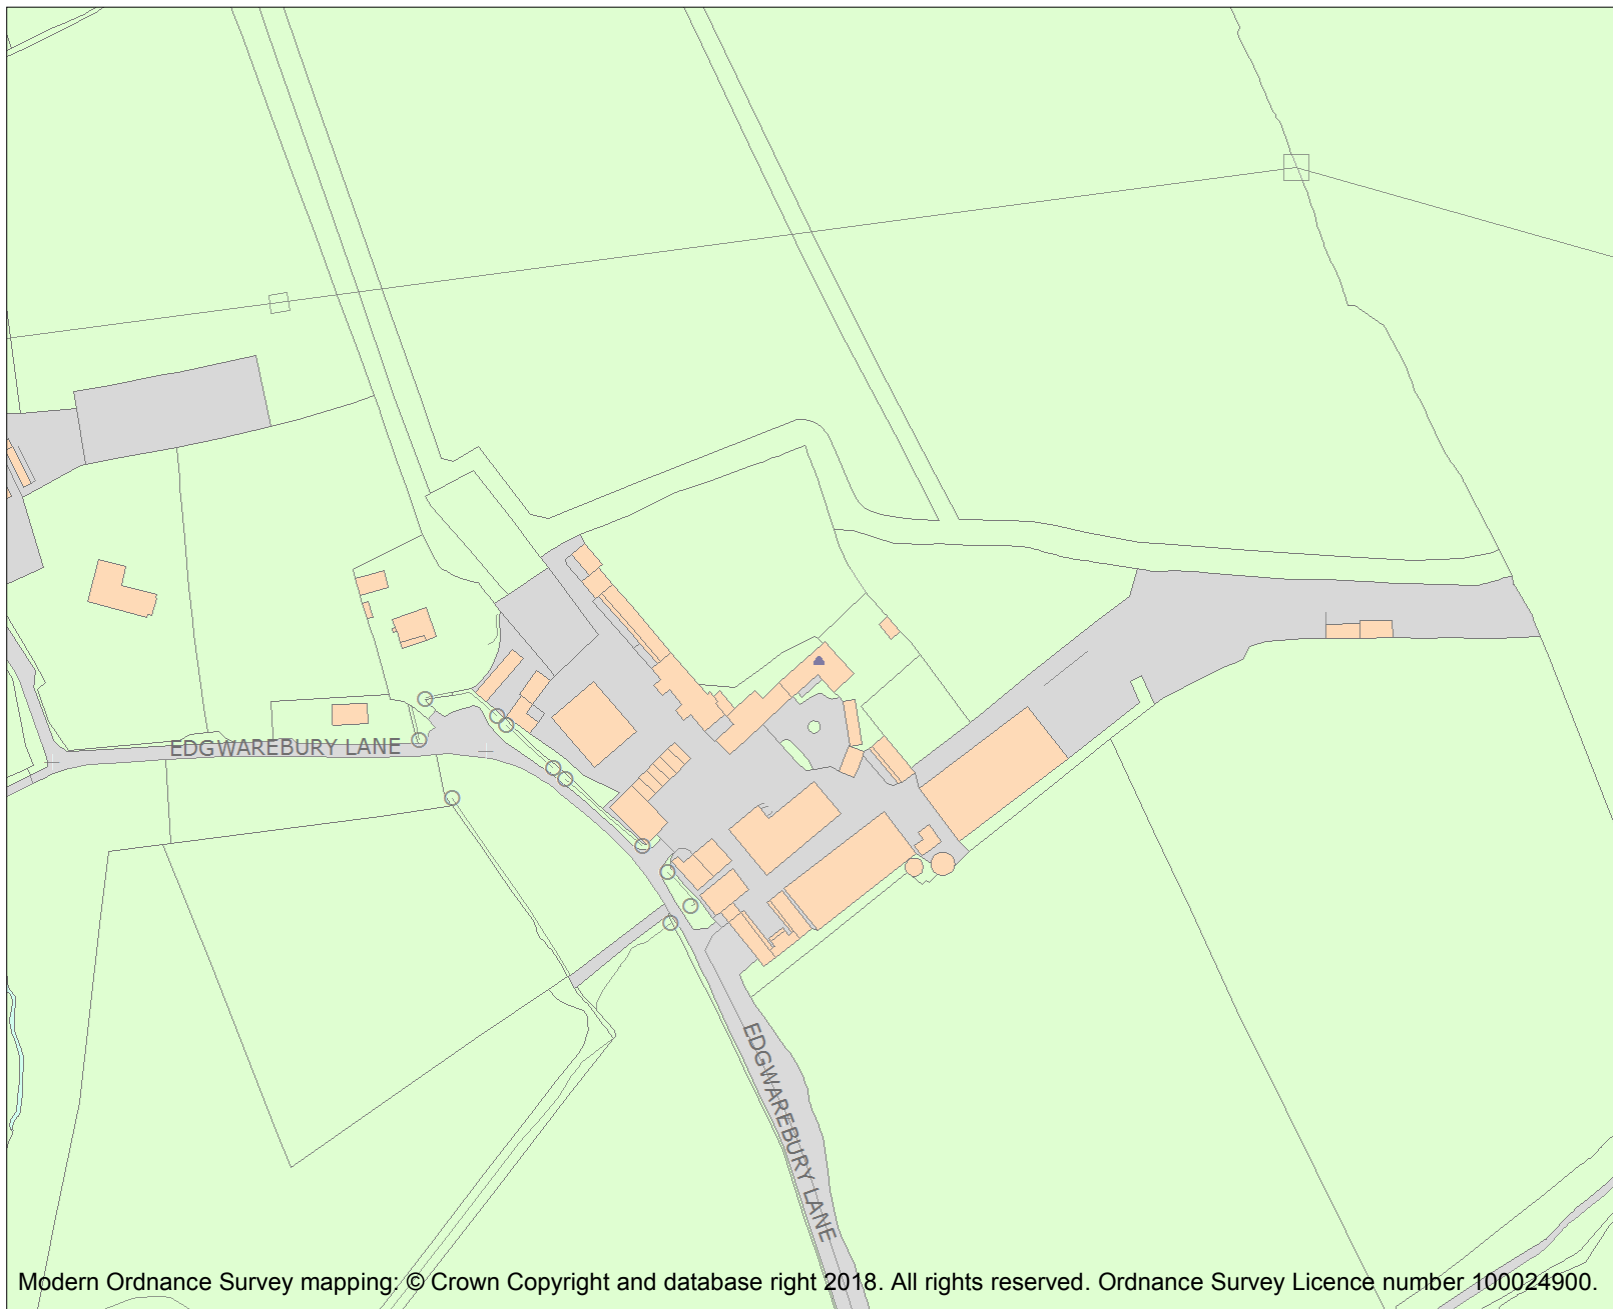 EDGWAREBURY LANE
EDGWAREBURY LANE
Modern Ordnance Survey mapping: © Crown Copyright and database right 2018. All rights reserved. Ordnance Survey Licence number 100024900.